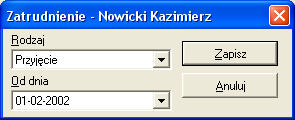 Zatrudnienie - Nowicki Kazimierz
Rodzaj
Przyjęcie
Zapisz
Od dnia
01-02-2002
Anuluj